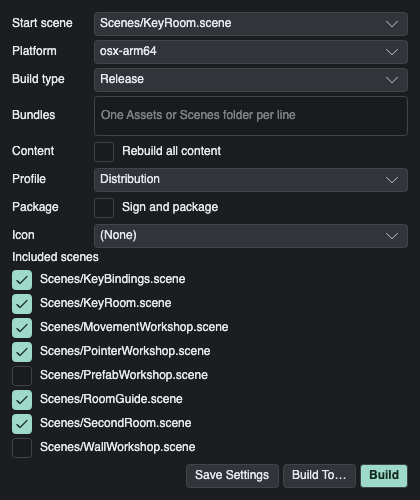 Start scene Scenes/KeyRoom.scene
Platform osx-arm64
Build type Release
Bundles One Assets or Scenes folder per line
Content Rebuild all content
Profile Distribution
Package Sign and package
Icon (None)
Included scenes
Scenes/KeyBindings.scene
Scenes/KeyRoom.scene
Scenes/MovementWorkshop.scene
Scenes/PointerWorkshop.scene
Scenes/PrefabWorkshop.scene
Scenes/RoomGuide.scene
Scenes/SecondRoom.scene
Scenes/WallWorkshop.scene
Save Settings Build To... Build